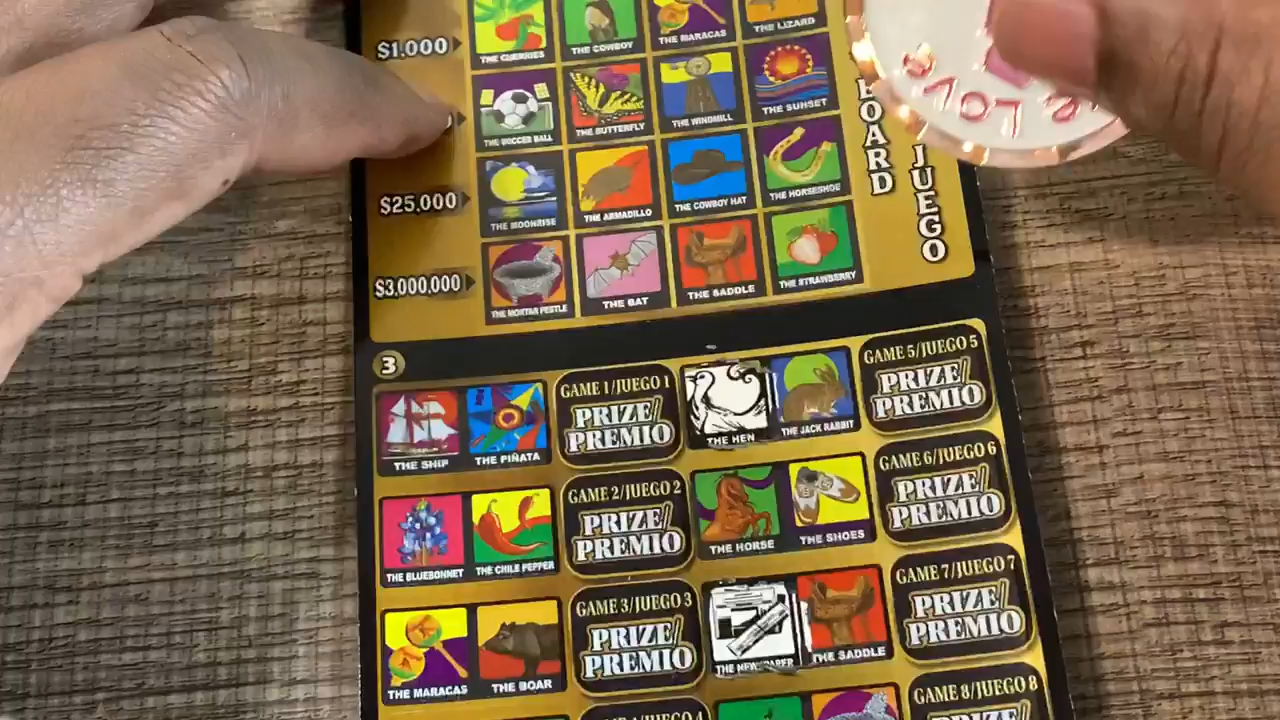 $1,000
THE CHERRIES
THE COWBOY
THE MARACAS
THE LIZARD
THE SOCCER BALL
THE BUTTERFLY
THE WINDMILL
THE SUNSET
$25,000
THE MOONRISE
THE ARMADILLO
THE COWBOY HAT
THE HORSESHOE
$3,000,000
THE MORTAR PESTLE
THE BAT
THE SADDLE
THE STRAWBERRY
JUEGO
LOVE
3
THE SHIP
THE PIÑATA
GAME 1/JUEGO 1
PRIZE/
PREMIO
THE HEN
THE JACK RABBIT
GAME 5/JUEGO 5
PRIZE/
PREMIO
THE BLUEBONNET
THE CHILE PEPPER
GAME 2/JUEGO 2
PRIZE/
PREMIO
THE HORSE
THE SHOES
GAME 6/JUEGO 6
PRIZE/
PREMIO
THE MARACAS
THE BOAR
GAME 3/JUEGO 3
PRIZE/
PREMIO
THE NEWSPAPER
THE SADDLE
GAME 7/JUEGO 7
PRIZE/
PREMIO
GAME 8/JUEGO 8